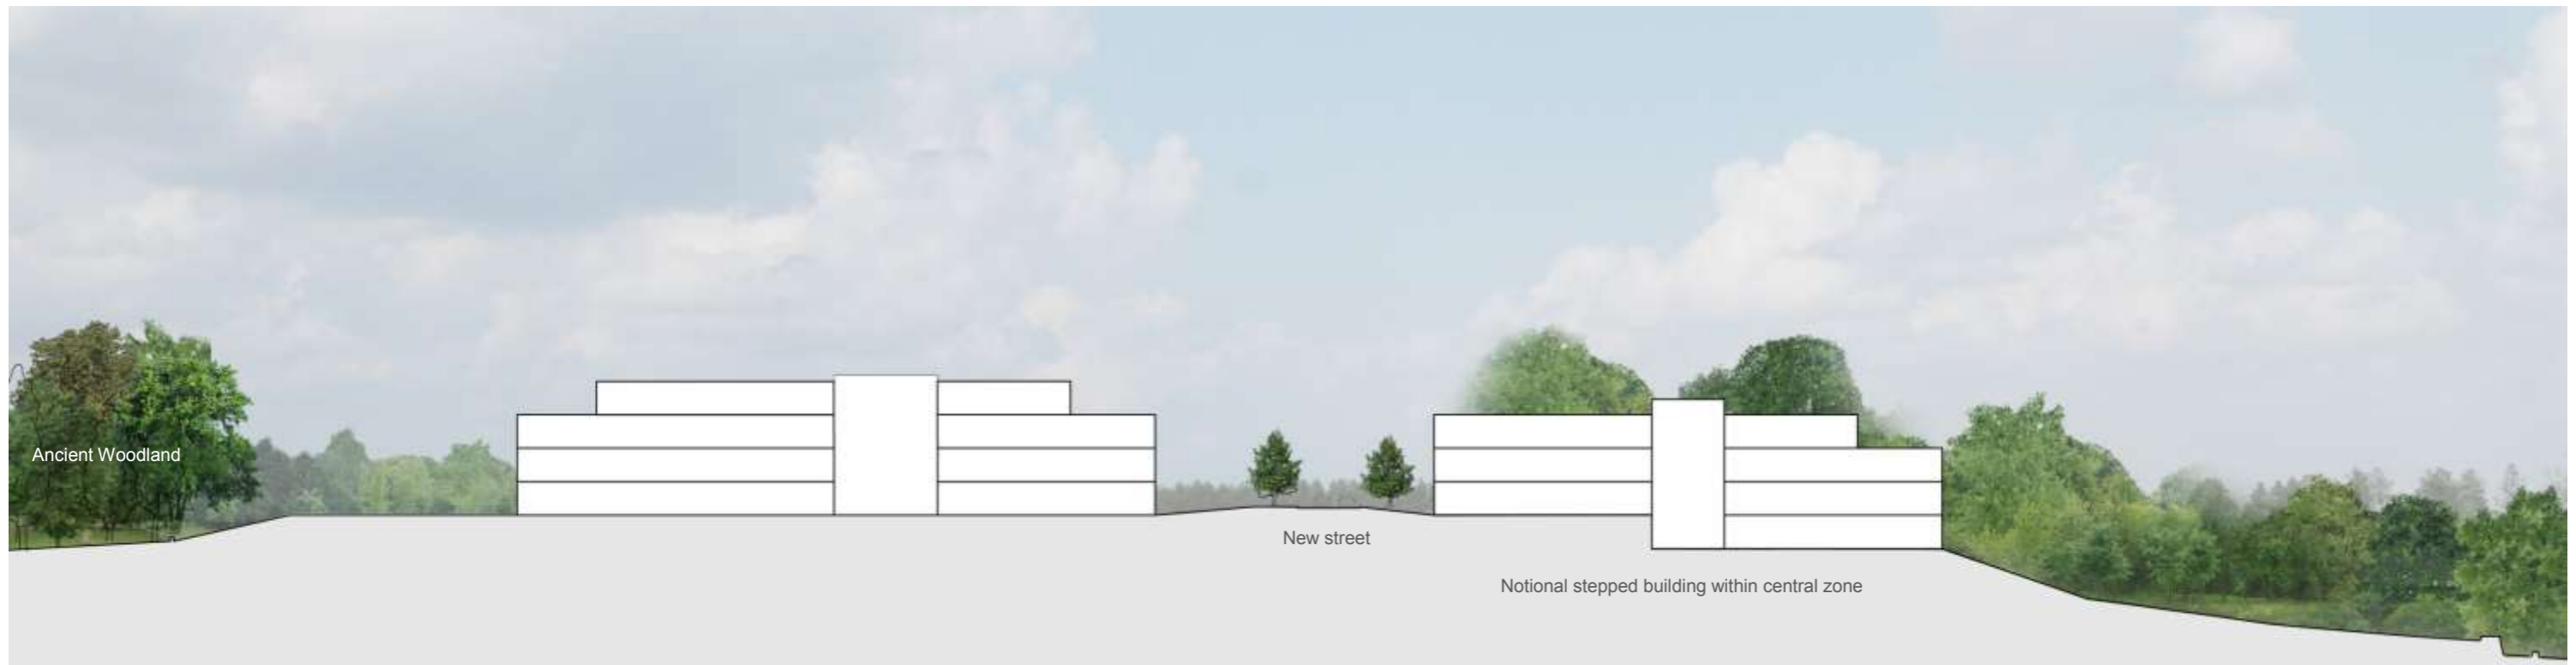 Ancient Woodland
New street
Notional stepped building within central zone